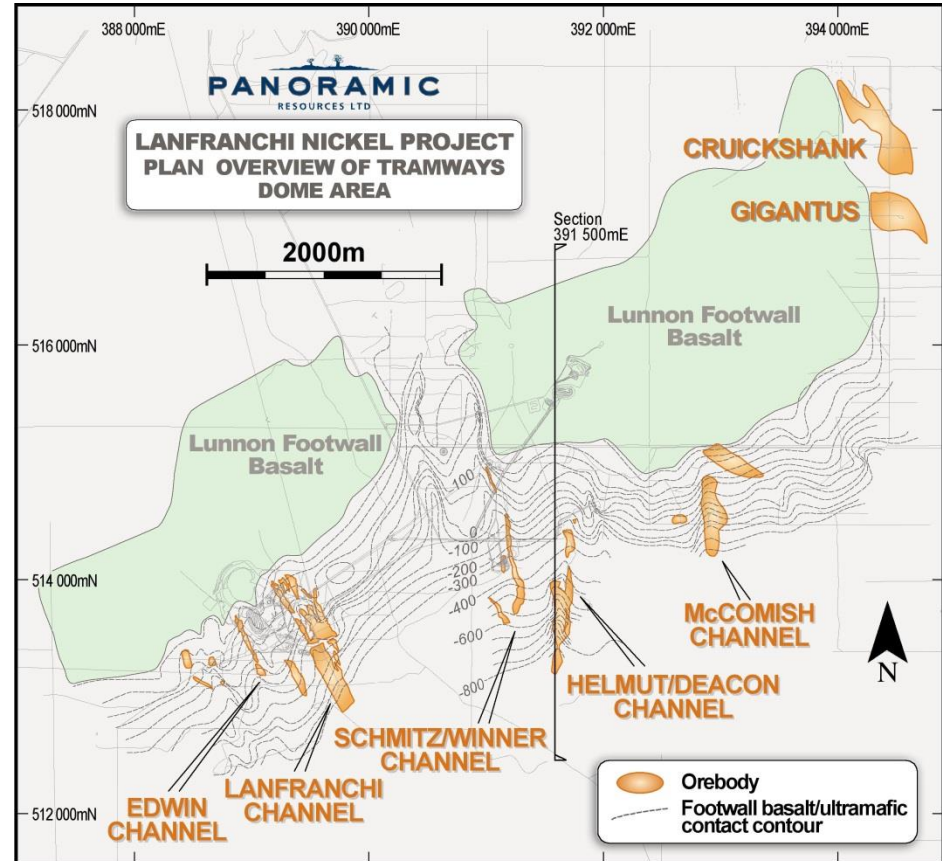 388 000mE
390 000mE
392 000mE
394 000mE
518 000mN
PANORAMIC
RESOURCES LTD
LANFRANCHI NICKEL PROJECT
PLAN OVERVIEW OF TRAMWAYS
DOME AREA
2000m
CRUICKSHANK
GIGANTUS
Section
391 500mE
Lunnon Footwall
Basalt
516 000mN
Lunnon Footwall
Basalt
100
0
-100
-200
-300
-400
-600
-800
514 000mN
McCOMISH
CHANNEL
N
HELMUT/DEACON
CHANNEL
SCHMITZ/WINNER
CHANNEL
LANFRANCHI
CHANNEL
EDWIN
CHANNEL
512 000mN
Orebody
Footwall basalt/ultramafic
contact contour